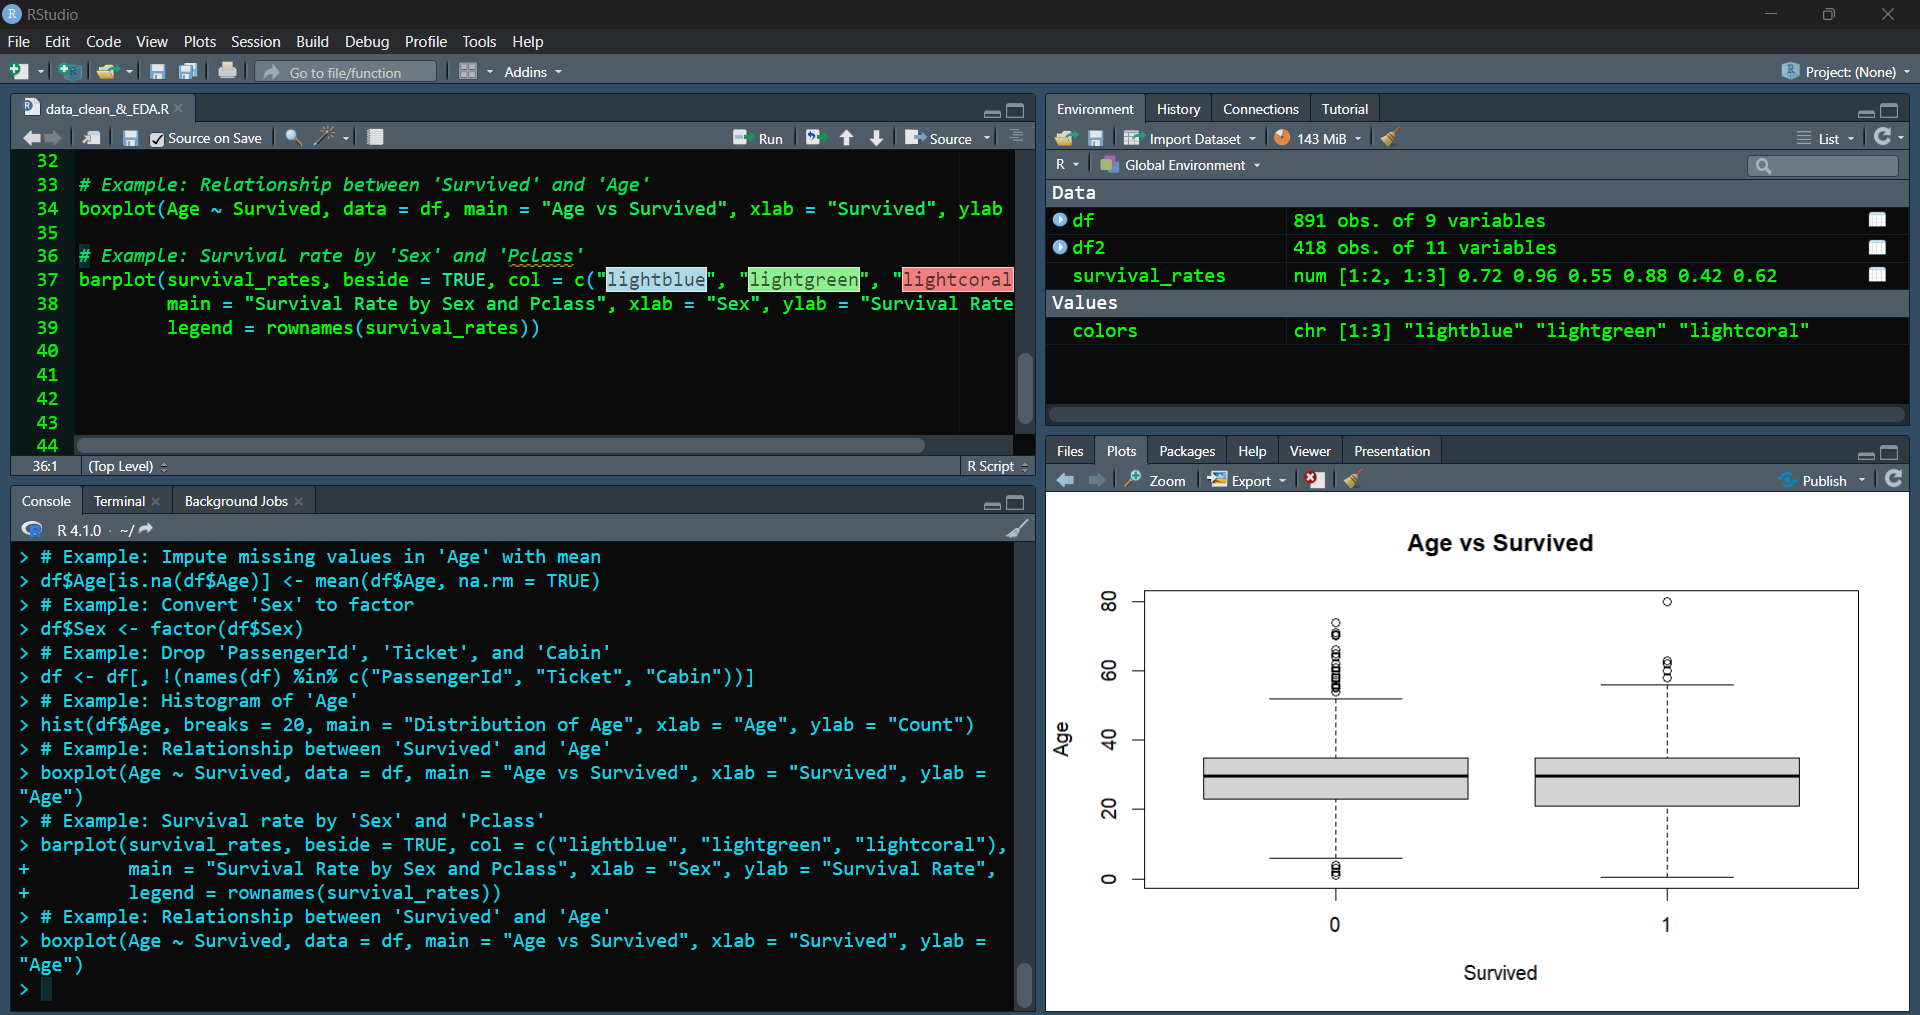 RStudio
File Edit Code View Plots Session Build Debug Profile Tools Help
Go to file/function Addins Project: (None)
data_clean_&_EDA.R
Source on Save Run Source
32
33 # Example: Relationship between 'Survived' and 'Age'
34 boxplot(Age ~ Survived, data = df, main = "Age vs Survived", xlab = "Survived", ylab
35
36 # Example: Survival rate by 'Sex' and 'Pclass'
37 barplot(survival_rates, beside = TRUE, col = c("lightblue", "lightgreen", "lightcoral
38 main = "Survival Rate by Sex and Pclass", xlab = "Sex", ylab = "Survival Rate
39 legend = rownames(survival_rates))
40
41
42
43
44
36:1 (Top Level) R Script
Console Terminal Background Jobs
R 4.1.0 · ~/
> # Example: Impute missing values in 'Age' with mean
> df$Age[is.na(df$Age)] <- mean(df$Age, na.rm = TRUE)
> # Example: Convert 'Sex' to factor
> df$Sex <- factor(df$Sex)
> # Example: Drop 'PassengerId', 'Ticket', and 'Cabin'
> df <- df[, !(names(df) %in% c("PassengerId", "Ticket", "Cabin"))]
> # Example: Histogram of 'Age'
> hist(df$Age, breaks = 20, main = "Distribution of Age", xlab = "Age", ylab = "Count")
> # Example: Relationship between 'Survived' and 'Age'
> boxplot(Age ~ Survived, data = df, main = "Age vs Survived", xlab = "Survived", ylab =
"Age")
> # Example: Survival rate by 'Sex' and 'Pclass'
> barplot(survival_rates, beside = TRUE, col = c("lightblue", "lightgreen", "lightcoral"),
+ main = "Survival Rate by Sex and Pclass", xlab = "Sex", ylab = "Survival Rate",
+ legend = rownames(survival_rates))
> # Example: Relationship between 'Survived' and 'Age'
> boxplot(Age ~ Survived, data = df, main = "Age vs Survived", xlab = "Survived", ylab =
"Age")
>
Environment History Connections Tutorial
Import Dataset 143 MiB List
R Global Environment
Data
df 891 obs. of 9 variables
df2 418 obs. of 11 variables
survival_rates num [1:2, 1:3] 0.72 0.96 0.55 0.88 0.42 0.62
Values
colors chr [1:3] "lightblue" "lightgreen" "lightcoral"
Files Plots Packages Help Viewer Presentation
Zoom Export Publish
Age vs Survived
80
60
40
20
0
Age
0 1
Survived